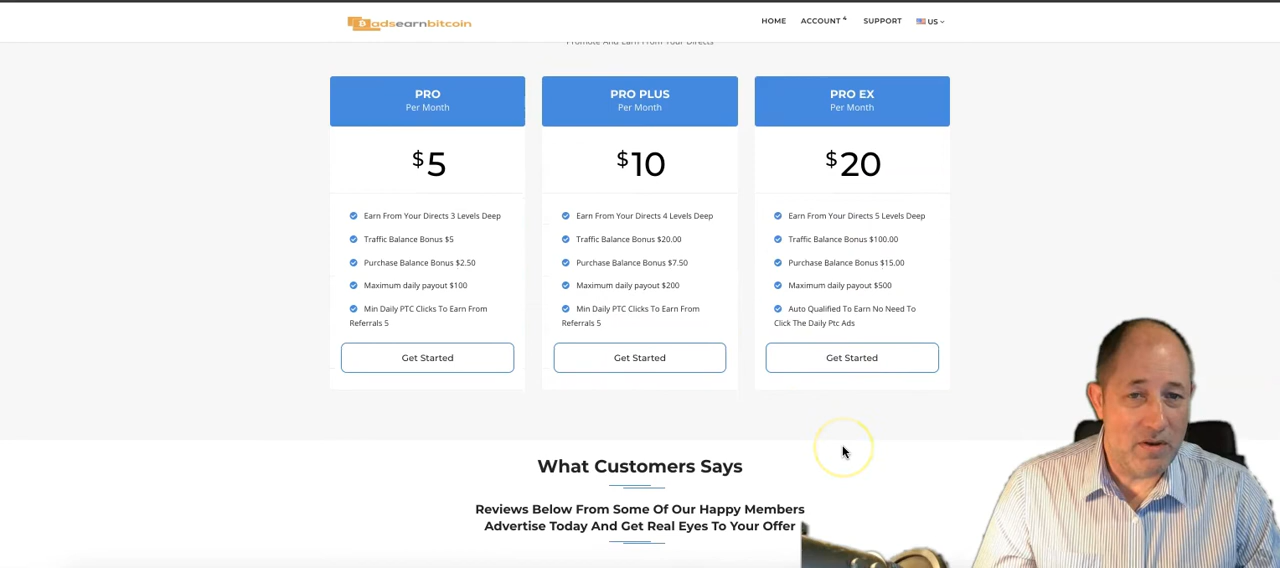 adsearnbitcoin
HOME ACCOUNT 4 SUPPORT US
Promote And Earn From Your Directs
PRO
Per Month
$5
Earn From Your Directs 3 Levels Deep
Traffic Balance Bonus $5
Purchase Balance Bonus $2.50
Maximum daily payout $100
Min Daily PTC Clicks To Earn From
Referrals 5
Get Started
PRO PLUS
Per Month
$10
Earn From Your Directs 4 Levels Deep
Traffic Balance Bonus $20.00
Purchase Balance Bonus $7.50
Maximum daily payout $200
Min Daily PTC Clicks To Earn From
Referrals 5
Get Started
PRO EX
Per Month
$20
Earn From Your Directs 5 Levels Deep
Traffic Balance Bonus $100.00
Purchase Balance Bonus $15.00
Maximum daily payout $500
Auto Qualified To Earn No Need To
Click The Daily Ptc Ads
Get Started
What Customers Says
Reviews Below From Some Of Our Happy Members
Advertise Today And Get Real Eyes To Your Offer